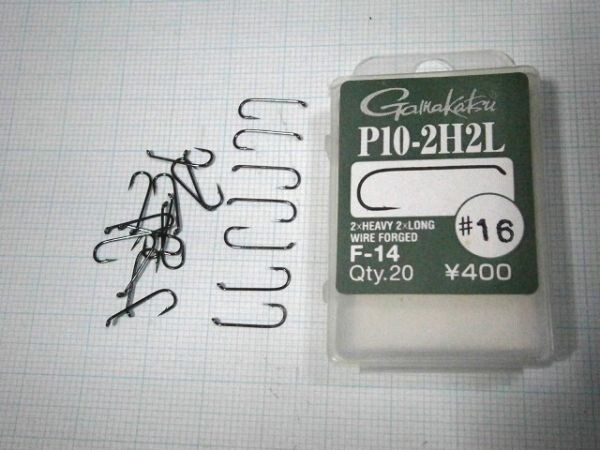 Gamakatsu
P10-2H2L
2×HEAVY 2×LONG
WIRE FORGED
#16
F-14
Qty.20 ¥400